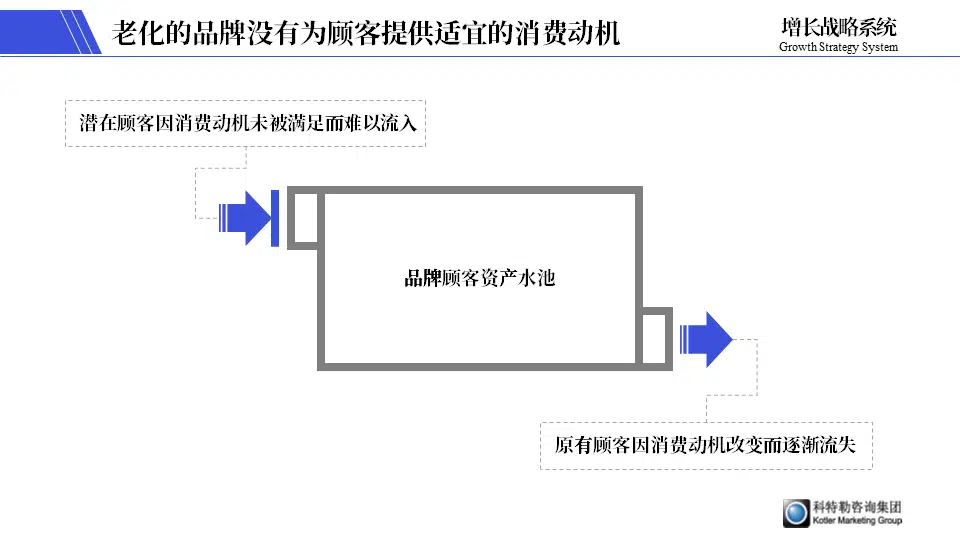 老化的品牌没有为顾客提供适宜的消费动机
增长战略系统
Growth Strategy System
潜在顾客因消费动机未被满足而难以流入
品牌顾客资产水池
原有顾客因消费动机改变而逐渐流失
科特勒咨询集团
Kotler Marketing Group